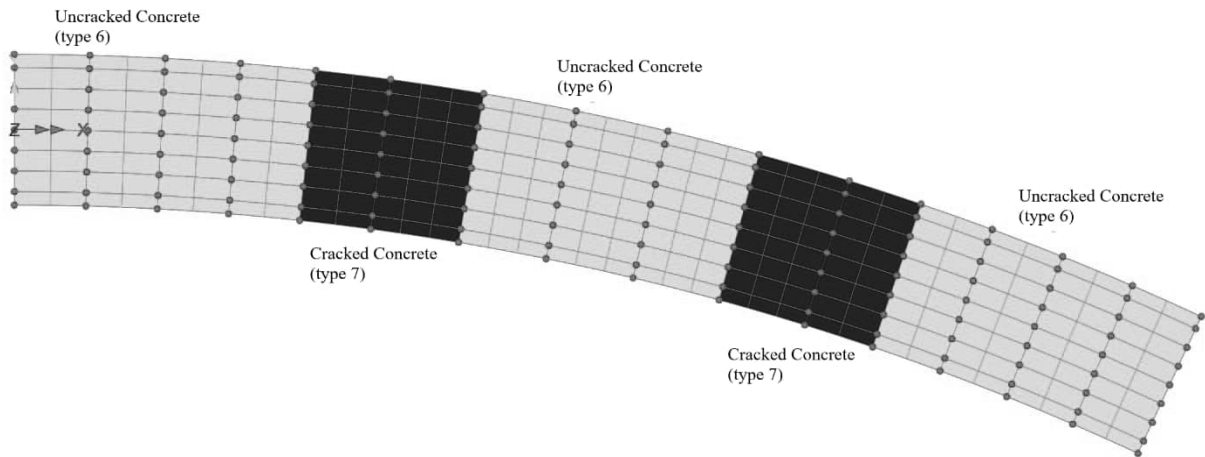 Uncracked Concrete
(type 6)
Uncracked Concrete
(type 6)
Z
X
Uncracked Concrete
(type 6)
Cracked Concrete
(type 7)
Cracked Concrete
(type 7)